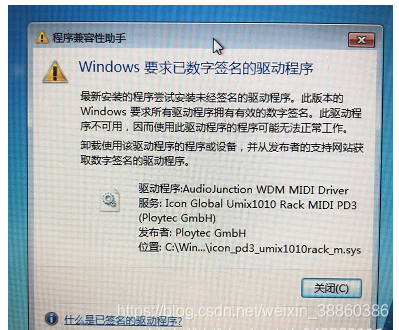 程序兼容性助手
Windows 要求已数字签名的驱动程序
最新安装的程序尝试安装未经签名的驱动程序。此版本的
Windows 要求所有驱动程序拥有有效的数字签名。此驱动程
序不可用，因而使用此驱动程序的程序可能无法正常工作。
卸载使用该驱动程序的程序或设备，并从发布者的支持网站获
取数字签名的驱动程序。
驱动程序:AudioJunction WDM MIDI Driver
服务: Icon Global Umix1010 Rack MIDI PD3
(Ploytec GmbH)
发布者: Ploytec GmbH
位置: C:\Win...\icon_pd3_umix1010rack_m.sys
关闭(C)
什么是已签名的驱动程序?
https://blog.csdn.net/weixin_38860386